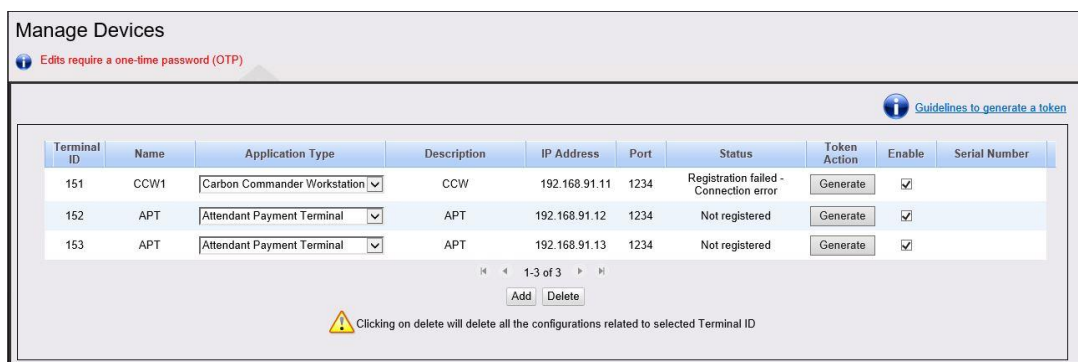 Manage Devices
Edits require a one-time password (OTP)
Guidelines to generate a token
Terminal ID Name Application Type Description IP Address Port Status Token Action Enable Serial Number
151 CCW1 Carbon Commander Workstation CCW 192.168.91.11 1234 Registration failed - Connection error Generate
152 APT Attendant Payment Terminal APT 192.168.91.12 1234 Not registered Generate
153 APT Attendant Payment Terminal APT 192.168.91.13 1234 Not registered Generate
1-3 of 3
Add Delete
Clicking on delete will delete all the configurations related to selected Terminal ID